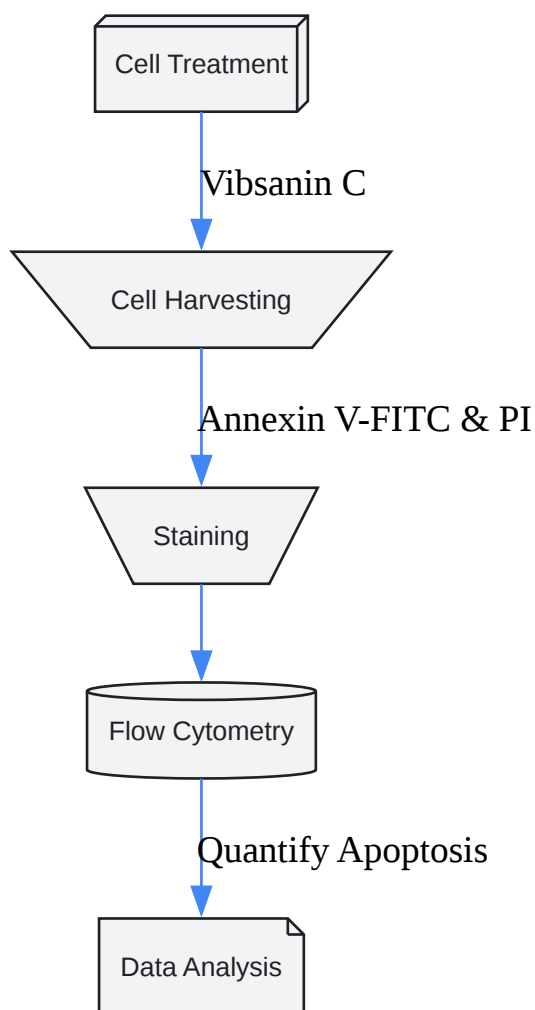 Cell Treatment
Vibsanin C
Cell Harvesting
Annexin V-FITC & PI
Staining
Flow Cytometry
Quantify Apoptosis
Data Analysis